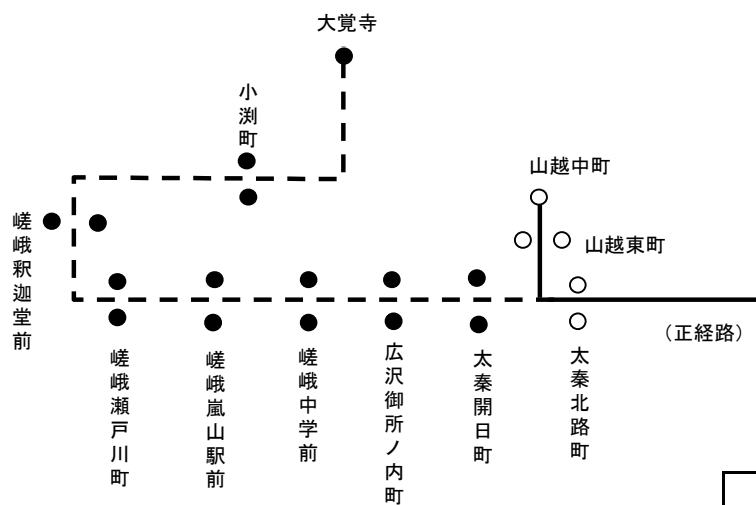 大覚寺
小渕町
山越中町
山越東町
嵯峨釈迦堂前
（正経路）
嵯峨瀬戸川町
嵯峨嵐山駅前
嵯峨中学前
広沢御所ノ内町
太秦開日町
太秦北路町